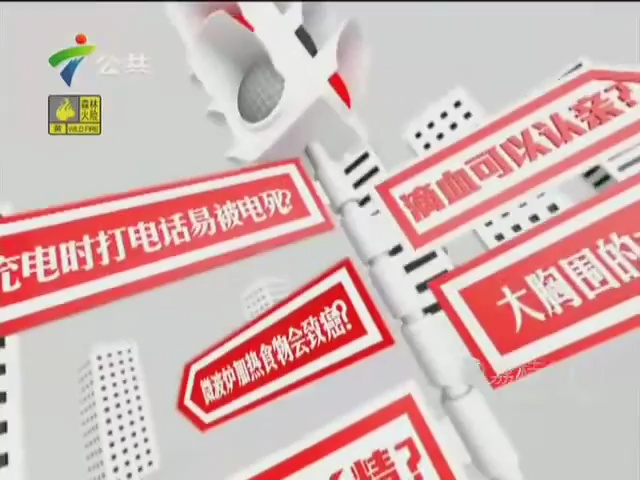 公共
森林
火险
黄 WILD FIRE
滴血可以认亲?
充电时打电话易被电死?
大胸围的
微波炉加热食物会致癌?
情?